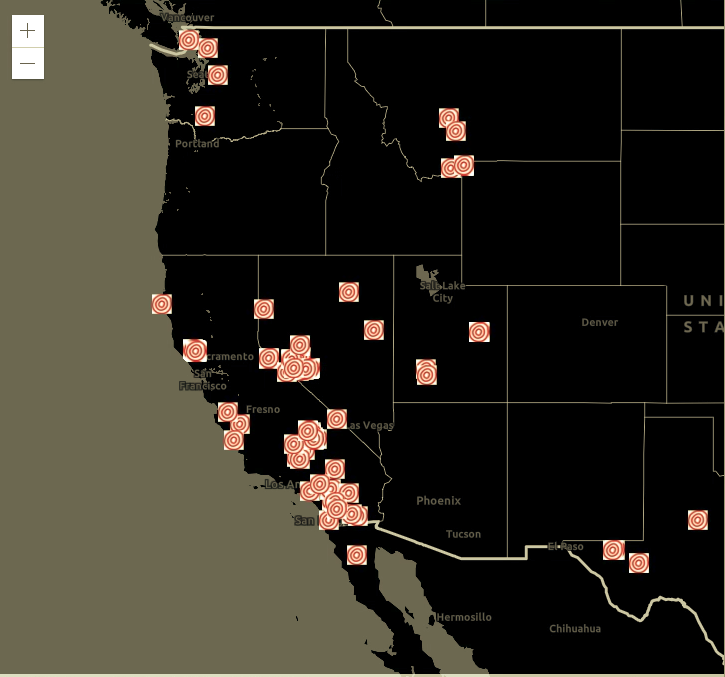 Vancouver
+
−
Sea
Portland
Salt Lake
City
UNI
STA
Denver
cramento
San
Francisco
Fresno
as Vegas
Los An
Phoenix
San
Tucson
El Paso
Hermosillo
Chihuahua